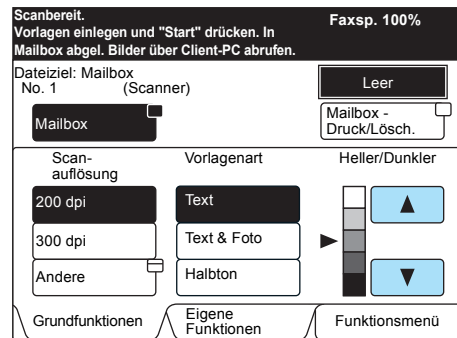 Scanbereit.
Vorlagen einlegen und "Start" drücken. In
Mailbox abgel. Bilder über Client-PC abrufen.
Faxsp. 100%
Dateiziel: Mailbox
No. 1 (Scanner)
Leer
Mailbox
Mailbox -
Druck/Lösch.
Scan-
auflösung
Vorlagenart
Heller/Dunkler
200 dpi
Text
300 dpi
Text & Foto
Andere
Halbton
Grundfunktionen
Eigene
Funktionen
Funktionsmenü